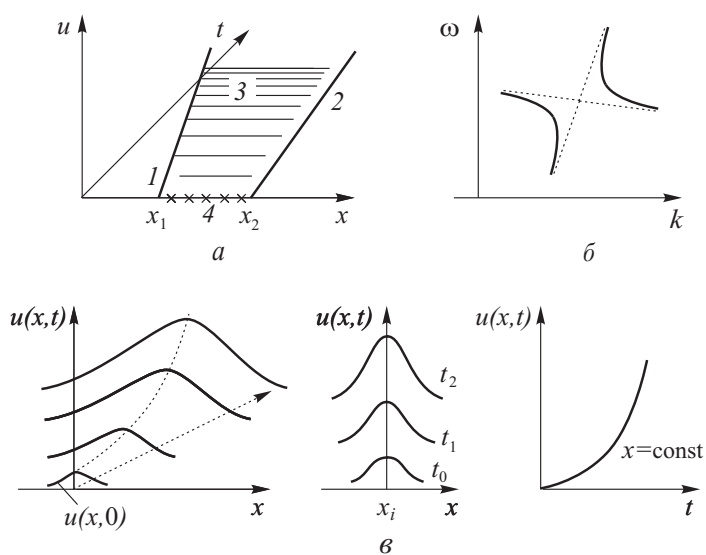 u
t
3
2
1
x₁
4
x₂
x
а
ω
k
б
u(x,t)
u(x,0)
x
u(x,t)
t₂
t₁
t₀
xᵢ
x
в
u(x,t)
x=const
t